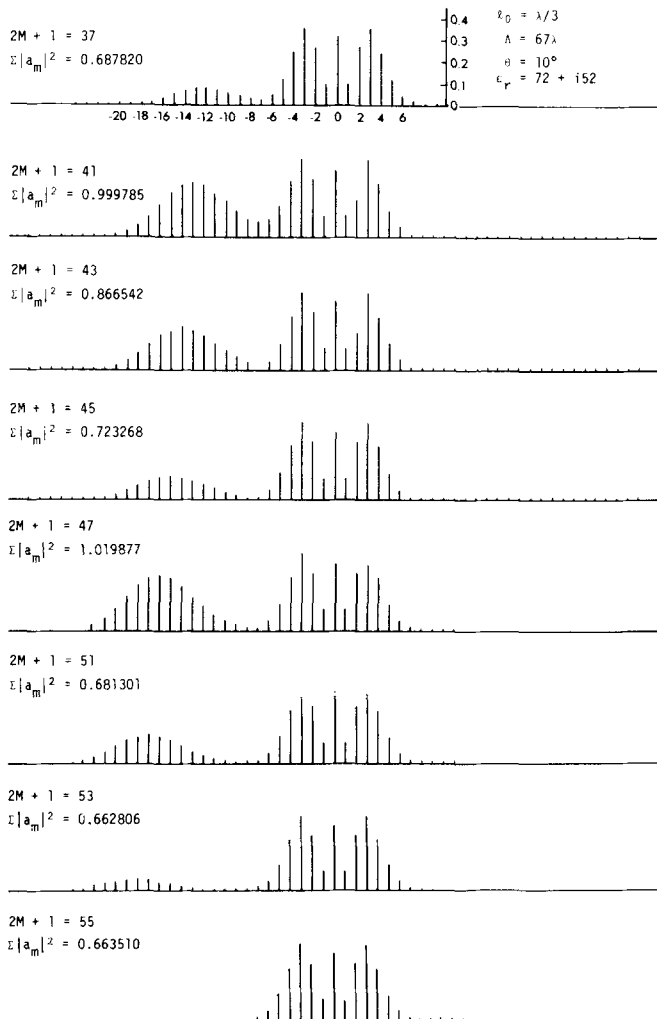 2M + 1 = 37
Σ|a_m|² = 0.687820
0.4
0.3
0.2
0.1
0
ℓ₀ = λ/3
Λ = 67λ
θ = 10°
ε_r = 72 + i52
-20 -18 -16 -14 -12 -10 -8 -6 -4 -2 0 2 4 6
2M + 1 = 41
Σ|a_m|² = 0.999785
2M + 1 = 43
Σ|a_m|² = 0.866542
2M + 1 = 45
Σ|a_m|² = 0.723268
2M + 1 = 47
Σ|a_m|² = 1.019877
2M + 1 = 51
Σ|a_m|² = 0.681301
2M + 1 = 53
Σ|a_m|² = 0.662806
2M + 1 = 55
Σ|a_m|² = 0.663510